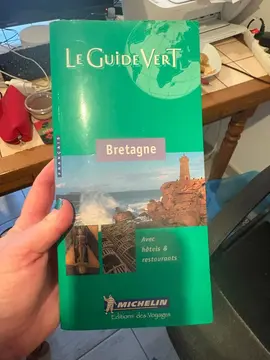 LE GUIDE VERT
Bretagne
Avec
hôtels &
restaurants
MICHELIN
Éditions des Voyages